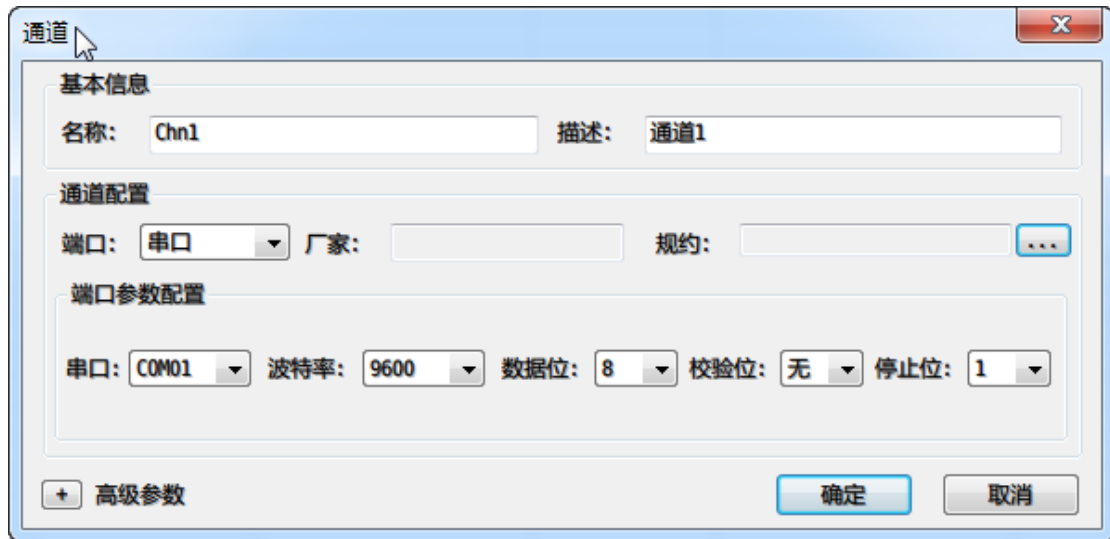 通道
基本信息
名称: Chn1 描述: 通道1
通道配置
端口: 串口 厂家: 规约: ...
端口参数配置
串口: COM01 波特率: 9600 数据位: 8 校验位: 无 停止位: 1
+ 高级参数 确定 取消